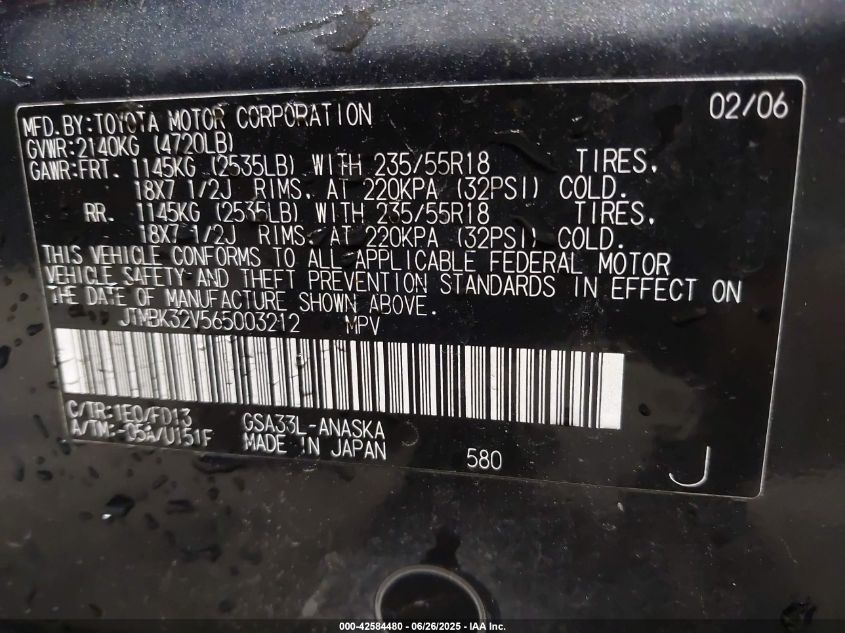 MFD.BY:TOYOTA MOTOR CORPORATION 02/06
GVWR:2140KG (4720LB)
GAWR:FRT. 1145KG (2535LB) WITH 235/55R18 TIRES,
18X7 1/2J RIMS, AT 220KPA (32PSI) COLD.
RR. 1145KG (2535LB) WITH 235/55R18 TIRES,
18X7 1/2J RIMS, AT 220KPA (32PSI) COLD.
THIS VEHICLE CONFORMS TO ALL APPLICABLE FEDERAL MOTOR
VEHICLE SAFETY AND THEFT PREVENTION STANDARDS IN EFFECT ON
THE DATE OF MANUFACTURE SHOWN ABOVE.
JTMBK32V565003212 MPV
C/TR:1E0/FD13 GSA33L-ANASKA
A/TM:-05A/U151F MADE IN JAPAN 580 J
000-42584480 - 06/26/2025 - IAA Inc.